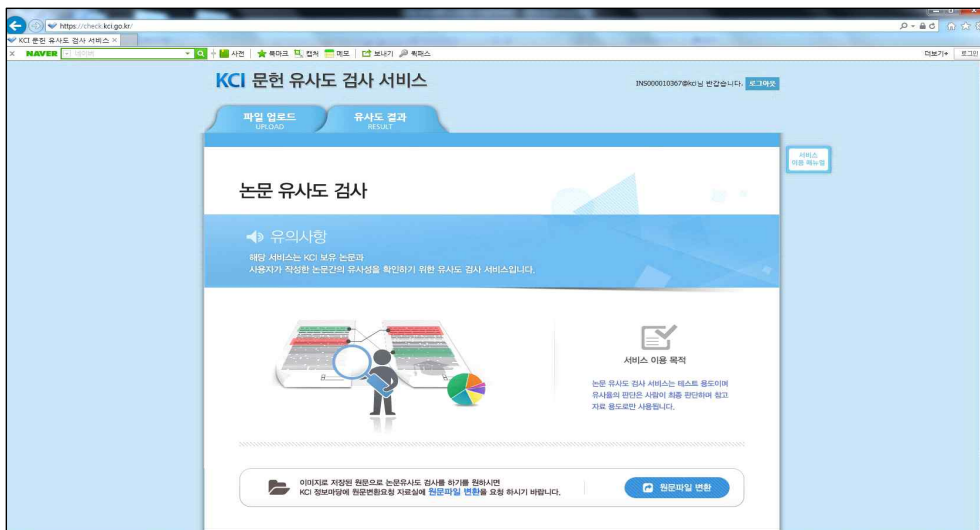 https://check.kci.go.kr/
KCI 문헌 유사도 검사 서비스
NAVER
사전 북마크 캡처 메모 보내기 퀵패스
더보기+ 로그인
KCI 문헌 유사도 검사 서비스
INS000010367@kci님 반갑습니다. 로그아웃
파일 업로드 유사도 결과
UPLOAD RESULT
서비스
이용 매뉴얼
논문 유사도 검사
유의사항
해당 서비스는 KCI 보유 논문과
사용자가 작성한 논문간의 유사성을 확인하기 위한 유사도 검사 서비스입니다.
서비스 이용 목적
논문 유사도 검사 서비스는 테스트 용도이며
유사율의 판단은 사람이 최종 판단하며 참고
자료 용도로만 사용됩니다.
이미지로 저장된 원문으로 논문유사도 검사를 하기를 원하시면
KCI 정보마당에 원문변환요청 자료실에 원문파일 변환을 요청 하시기 바랍니다.
원문파일 변환